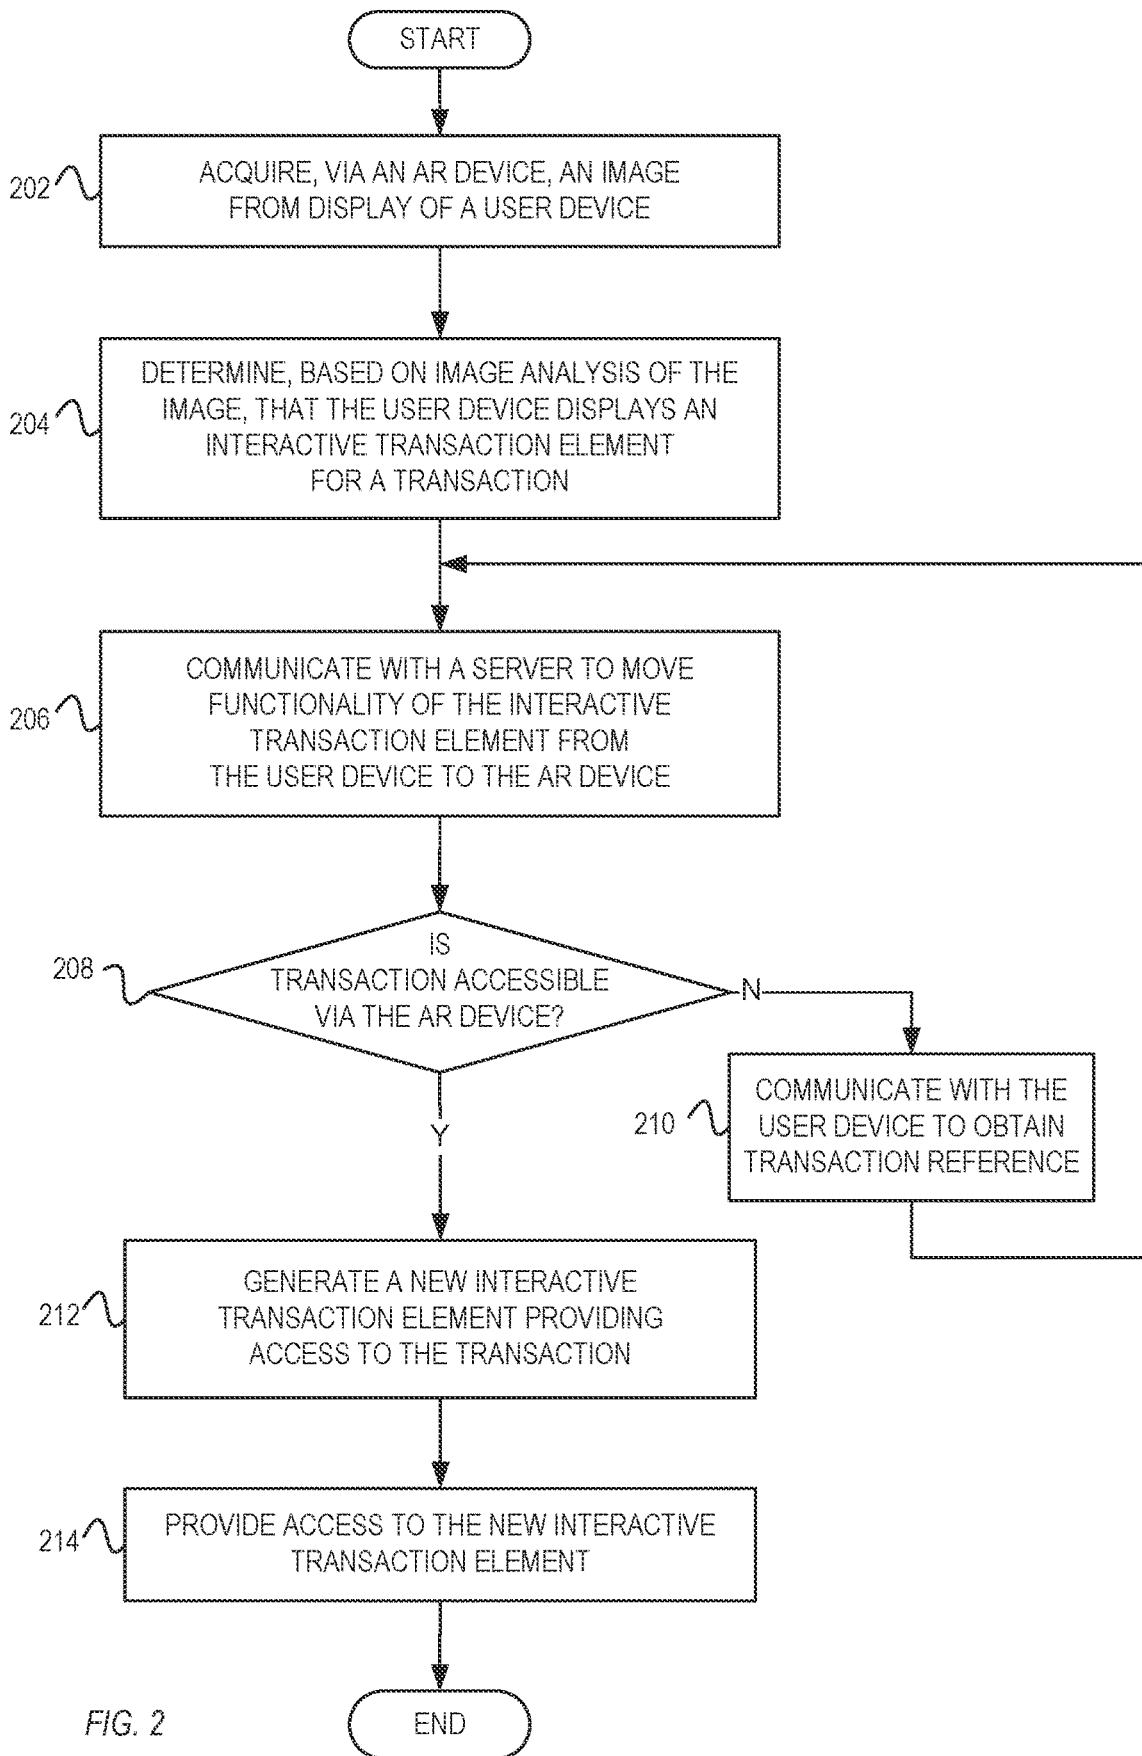 START
202
ACQUIRE, VIA AN AR DEVICE, AN IMAGE
FROM DISPLAY OF A USER DEVICE
204
DETERMINE, BASED ON IMAGE ANALYSIS OF THE
IMAGE, THAT THE USER DEVICE DISPLAYS AN
INTERACTIVE TRANSACTION ELEMENT
FOR A TRANSACTION
206
COMMUNICATE WITH A SERVER TO MOVE
FUNCTIONALITY OF THE INTERACTIVE
TRANSACTION ELEMENT FROM
THE USER DEVICE TO THE AR DEVICE
208
IS
TRANSACTION ACCESSIBLE
VIA THE AR DEVICE?
N
210
COMMUNICATE WITH THE
USER DEVICE TO OBTAIN
TRANSACTION REFERENCE
Y
212
GENERATE A NEW INTERACTIVE
TRANSACTION ELEMENT PROVIDING
ACCESS TO THE TRANSACTION
214
PROVIDE ACCESS TO THE NEW INTERACTIVE
TRANSACTION ELEMENT
END
FIG. 2